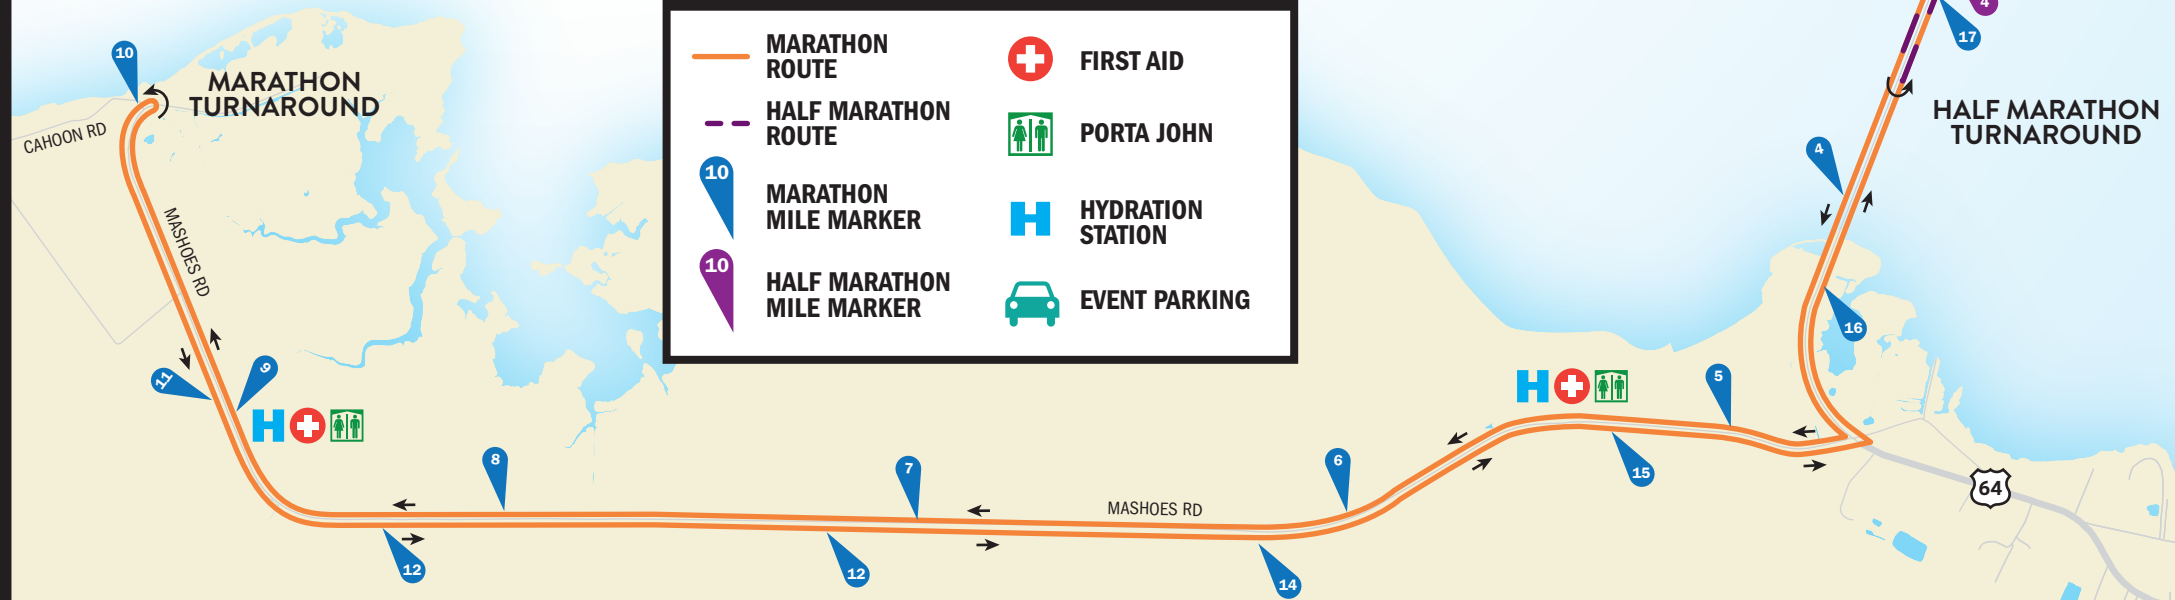 10
MARATHON
TURNAROUND
CAHOON RD
MASHOES RD
11
9
8
7
12
12
MASHOES RD
6
14
15
5
16
4
17
4
HALF MARATHON
TURNAROUND
64
MARATHON
ROUTE
HALF MARATHON
ROUTE
10
MARATHON
MILE MARKER
10
HALF MARATHON
MILE MARKER
FIRST AID
PORTA JOHN
H
HYDRATION
STATION
EVENT PARKING
H
H